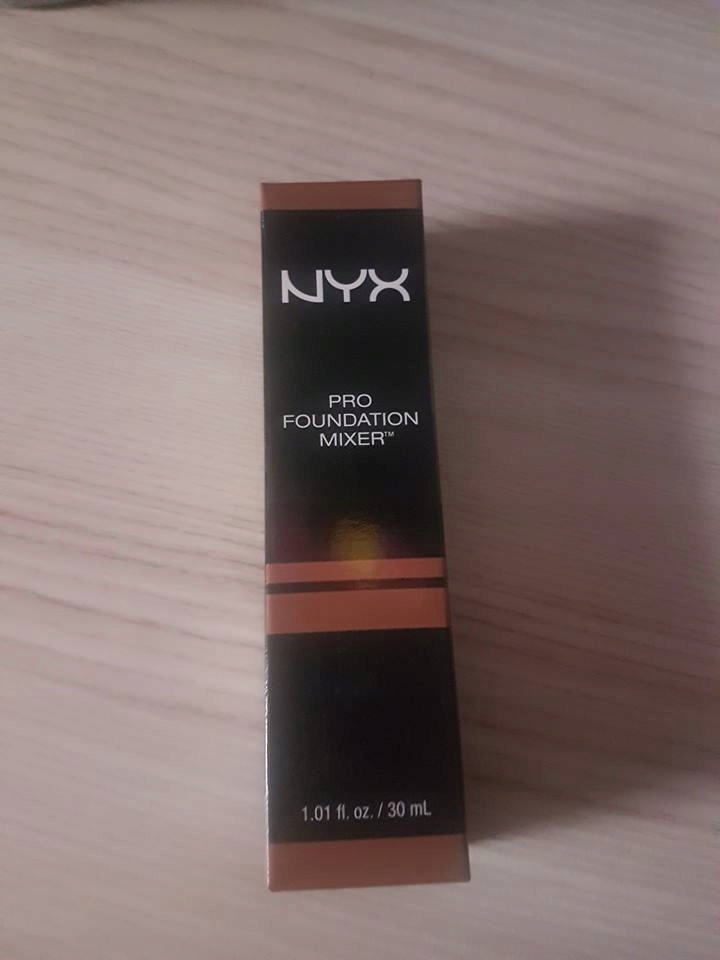 NYX
PRO
FOUNDATION
MIXER™
1.01 fl. oz. / 30 mL